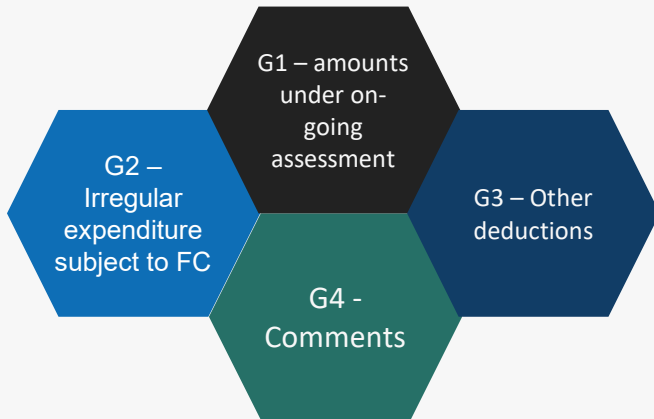 G1 – amounts
under on-
going
assessment
G2 –
Irregular
expenditure
subject to FC
G3 – Other
deductions
G4 -
Comments